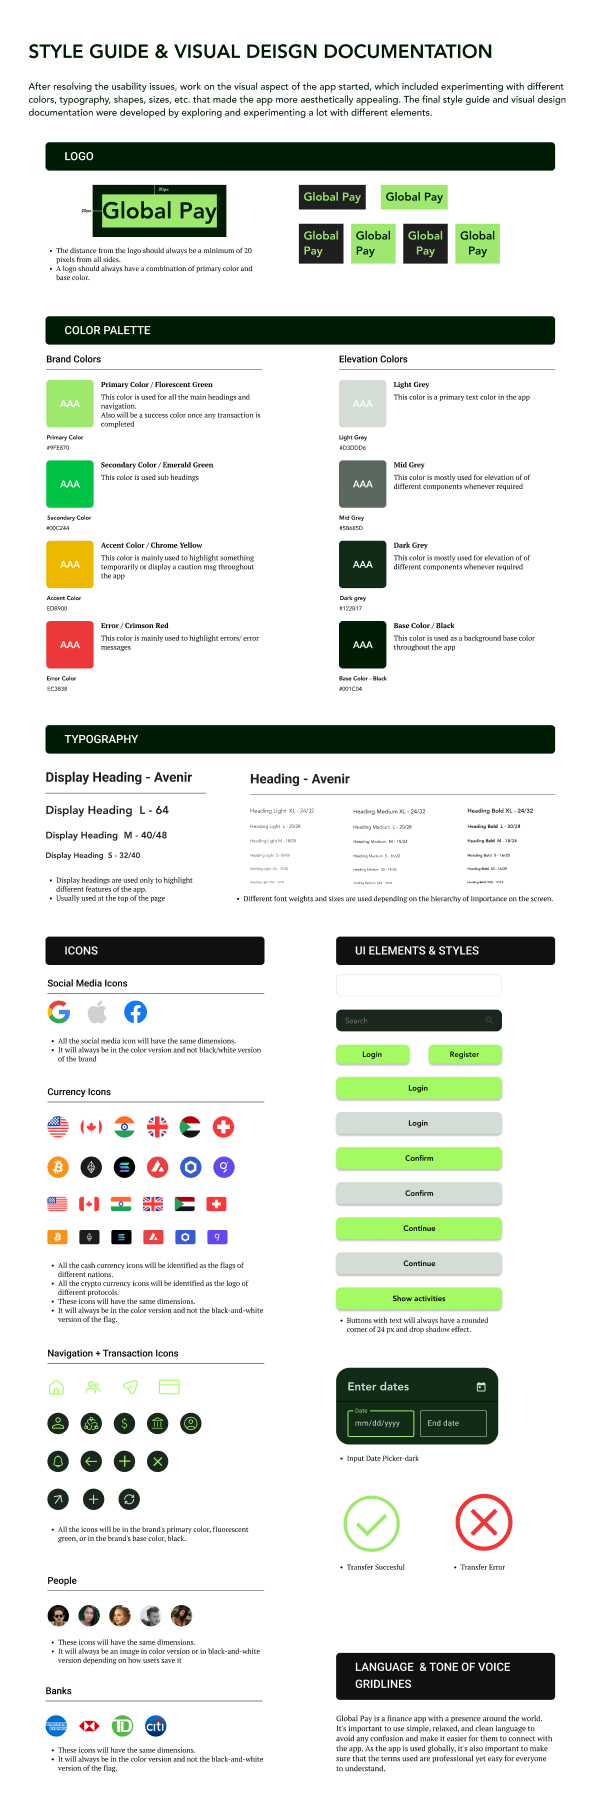 STYLE GUIDE & VISUAL DEISGN DOCUMENTATION
After resolving the usability issues, work on the visual aspect of the app started, which included experimenting with different
colors, typography, shapes, sizes, etc. that made the app more aesthetically appealing. The final style guide and visual design
documentation were developed by exploring and experimenting a lot with different elements.
LOGO
20px
20px
Global Pay
• The distance from the logo should always be a minimum of 20
pixels from all sides.
• A logo should always have a combination of primary color and
base color.
Global Pay
Global Pay
Global
Pay
Global
Pay
Global
Pay
Global
Pay
COLOR PALETTE
Brand Colors
AAA
Primary Color / Florescent Green
This color is used for all the main headings and
navigation.
Also will be a success color once any transaction is
completed
Primary Color
#9FE870
AAA
Secondary Color / Emerald Green
This color is used sub headings
Secondary Color
#00C244
AAA
Accent Color / Chrome Yellow
This color is mainly used to highlight something
temporarily or display a caution msg throughout
the app
Accent Color
EDB900
AAA
Error / Crimson Red
This color is mainly used to highlight errors/ error
messages
Error Color
EC3838
Elevation Colors
AAA
Light Grey
This color is a primary text color in the app
Light Grey
#D3DDD6
AAA
Mid Grey
This color is mostly used for elevation of of
different components whenever required
Mid Grey
#58685D
AAA
Dark Grey
This color is mostly used for elevation of of
different components whenever required
Dark grey
#122B17
AAA
Base Color / Black
This color is used as a background base color
throughout the app
Base Color - Black
#001C04
TYPOGRAPHY
Display Heading - Avenir
Display Heading L - 64
Display Heading M - 40/48
Display Heading S - 32/40
• Display headings are used only to highlight
different features of the app.
• Usually used at the top of the page
Heading - Avenir
Heading Light XL - 24/32
Heading Medium XL - 24/32
Heading Bold XL - 24/32
Heading Light L - 20/28
Heading Medium L - 20/28
Heading Bold L - 20/28
Heading Light M - 18/24
Heading Medium M - 18/24
Heading Bold M - 18/24
Heading Light S - 16/22
Heading Medium S - 16/22
Heading Bold S - 16/22
• Different font weights and sizes are used depending on the hierarchy of importance on the screen.
ICONS
Social Media Icons
• All the social media icon will have the same dimensions.
• It will always be in the color version and not black/white version
of the brand
Currency Icons
• All the cash currency icons will be identified as the flags of
different nations.
• All the crypto currency icons will be identified as the logo of
different protocols.
• These icons will have the same dimensions.
• It will always be in the color version and not the black-and-white
version of the flag.
Navigation + Transaction Icons
• All the icons will be in the brand's primary color, fluorescent
green, or in the brand's base color, black.
People
• These icons will have the same dimensions.
• It will always be an image in color version or in black-and-white
version depending on how users save it
Banks
TD
citi
• These icons will have the same dimensions.
• It will always be in the color version and not the black-and-white
version of the flag.
UI ELEMENTS & STYLES
Search
Login
Register
Login
Login
Confirm
Confirm
Continue
Continue
Show activities
• Buttons with text will always have a rounded
corner of 24 px and drop shadow effect.
Enter dates
Date
mm/dd/yyyy
End date
• Input Date Picker-dark
• Transfer Succesful
• Transfer Error
LANGUAGE & TONE OF VOICE
GRIDLINES
Global Pay is a finance app with a presence around the world.
It's important to use simple, relaxed, and clean language to
avoid any confusion and make it easier for them to connect with
the app. As the app is used globally, it's also important to make
sure that the terms used are professional yet easy for everyone
to understand.